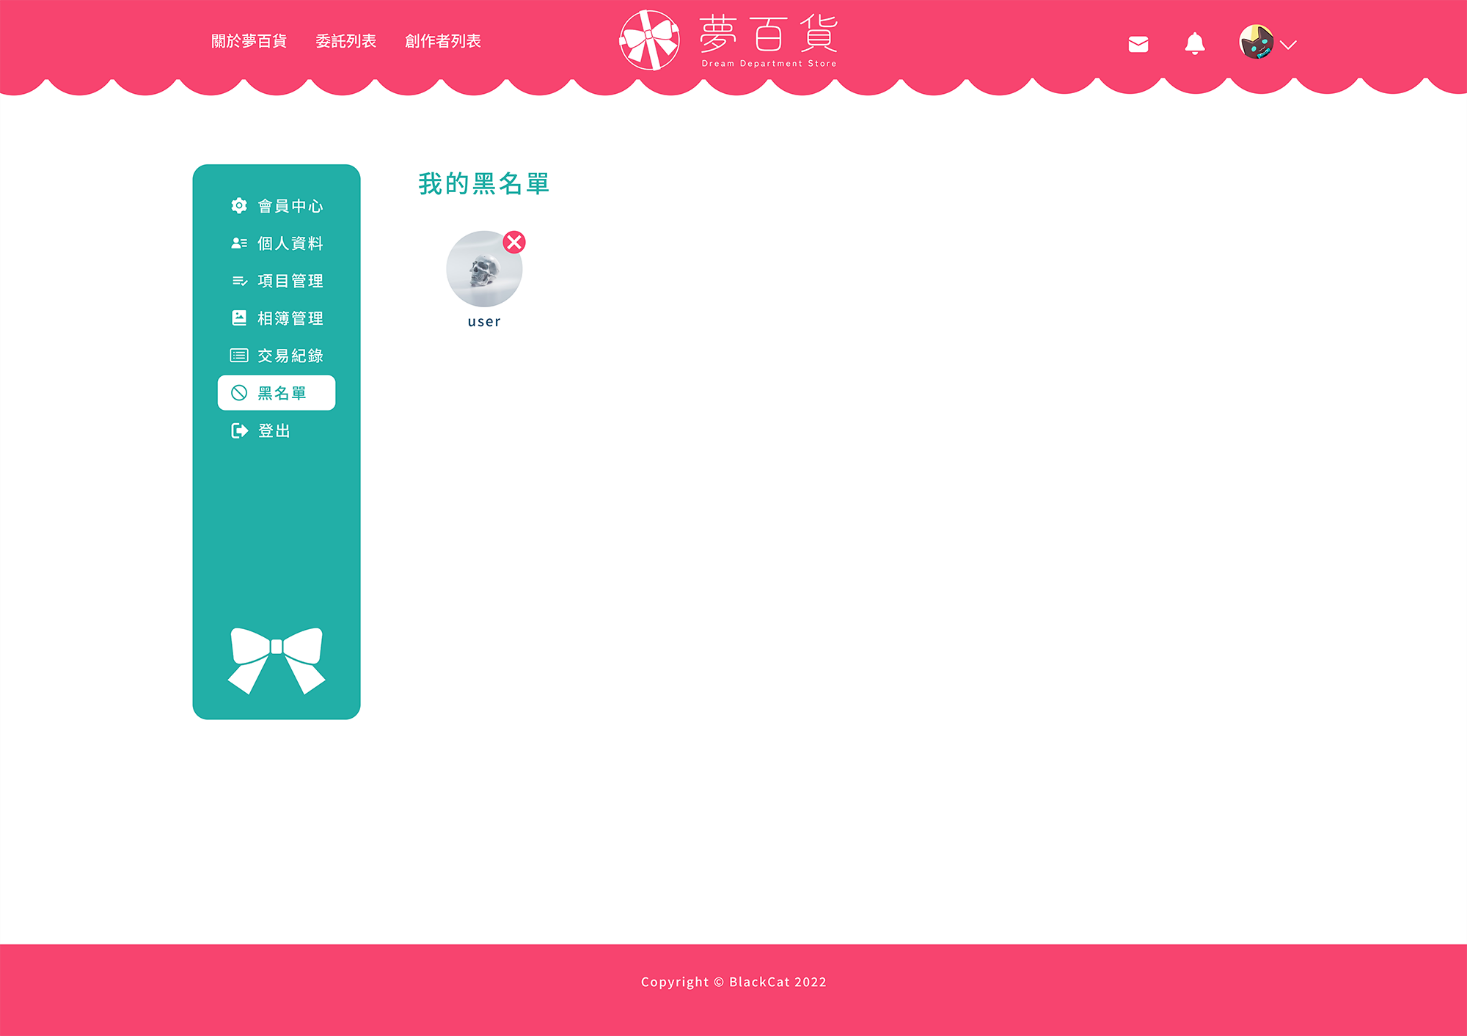 關於夢百貨 委託列表 創作者列表
夢百貨
Dream Department Store
會員中心
個人資料
項目管理
相簿管理
交易紀錄
黑名單
登出
我的黑名單
user
Copyright © BlackCat 2022